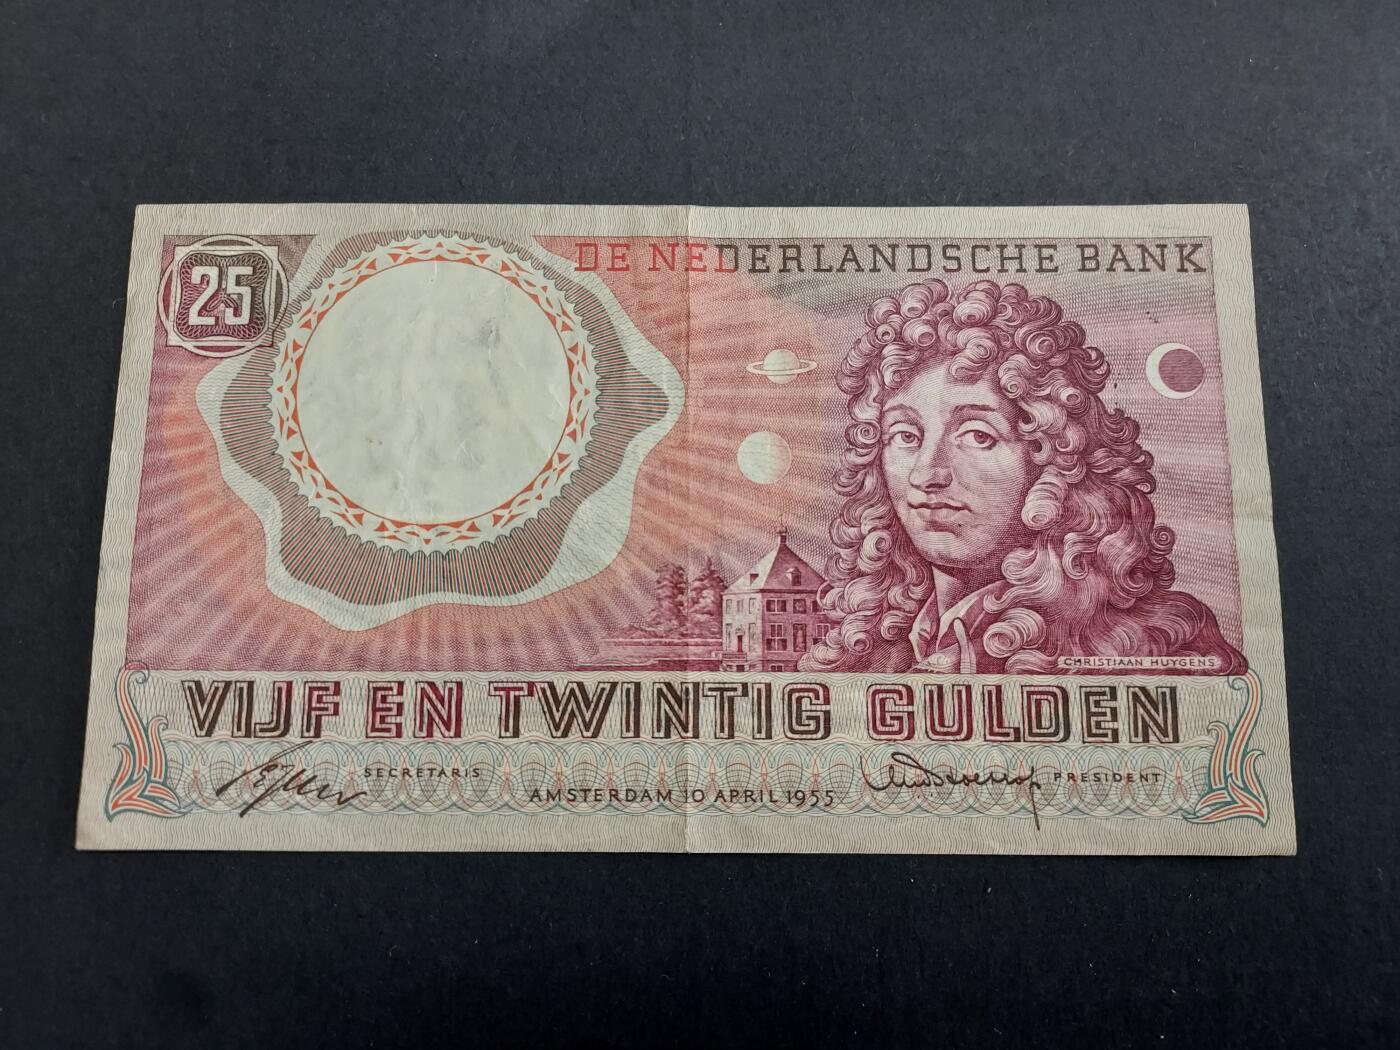 25
DE NEDERLANDSCHE BANK
CHRISTIAAN HUYGENS
VIJF EN TWINTIG GULDEN
SECRETARIS
AMSTERDAM 10 APRIL 1955
PRESIDENT